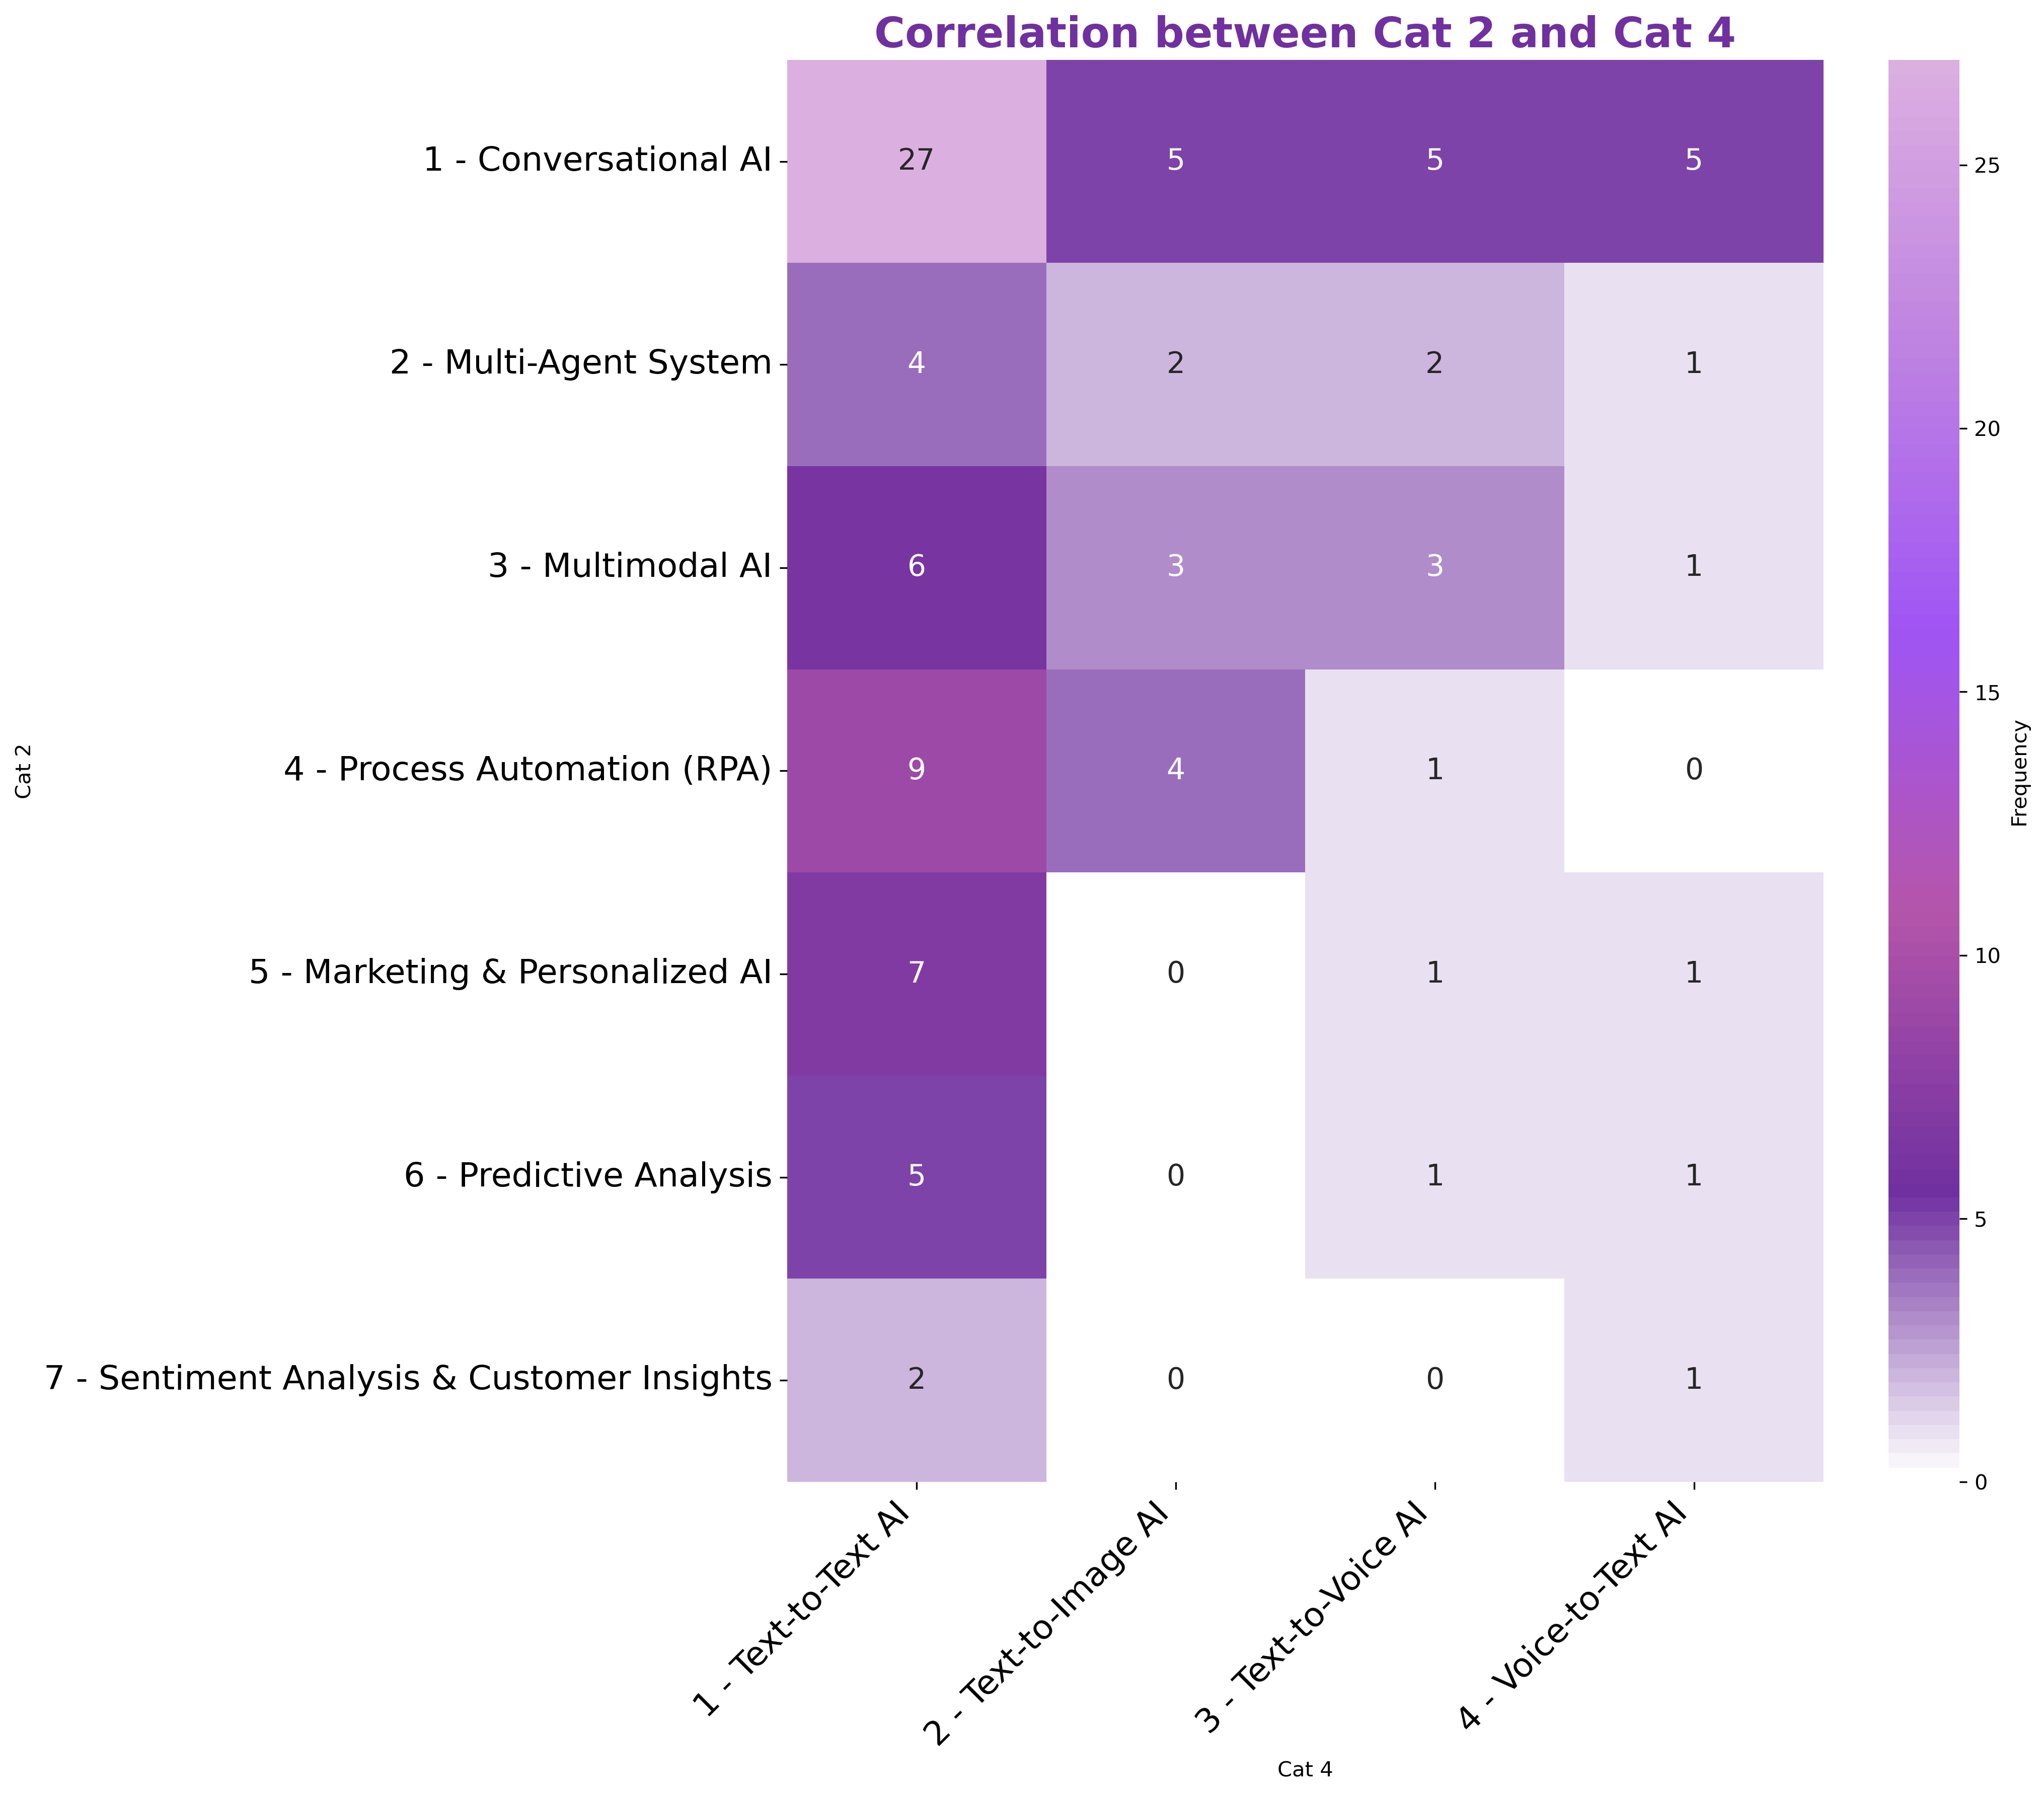 Correlation between Cat 2 and Cat 4
1 - Conversational AI
27 5 5 5
2 - Multi-Agent System
4 2 2 1
3 - Multimodal AI
6 3 3 1
4 - Process Automation (RPA)
9 4 1 0
5 - Marketing & Personalized AI
7 0 1 1
6 - Predictive Analysis
5 0 1 1
7 - Sentiment Analysis & Customer Insights
2 0 0 1
Cat 2
1 - Text-to-Text AI
2 - Text-to-Image AI
3 - Text-to-Voice AI
4 - Voice-to-Text AI
Cat 4
25
20
15
10
5
0
Frequency